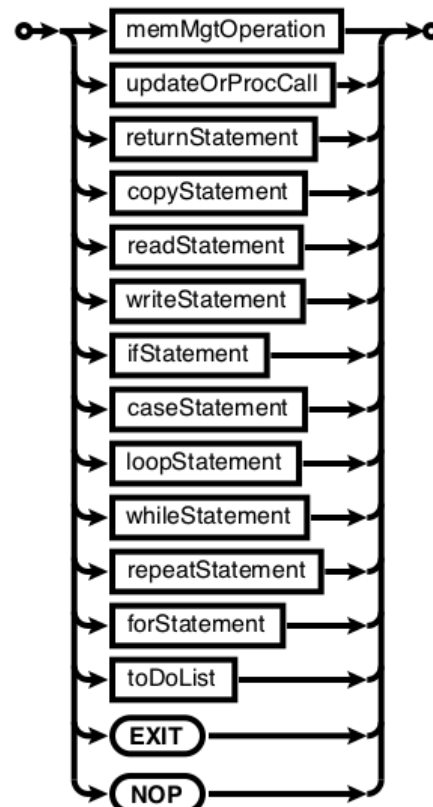 memMgtOperation
updateOrProcCall
returnStatement
copyStatement
readStatement
writeStatement
ifStatement
caseStatement
loopStatement
whileStatement
repeatStatement
forStatement
toDoList
EXIT
NOP